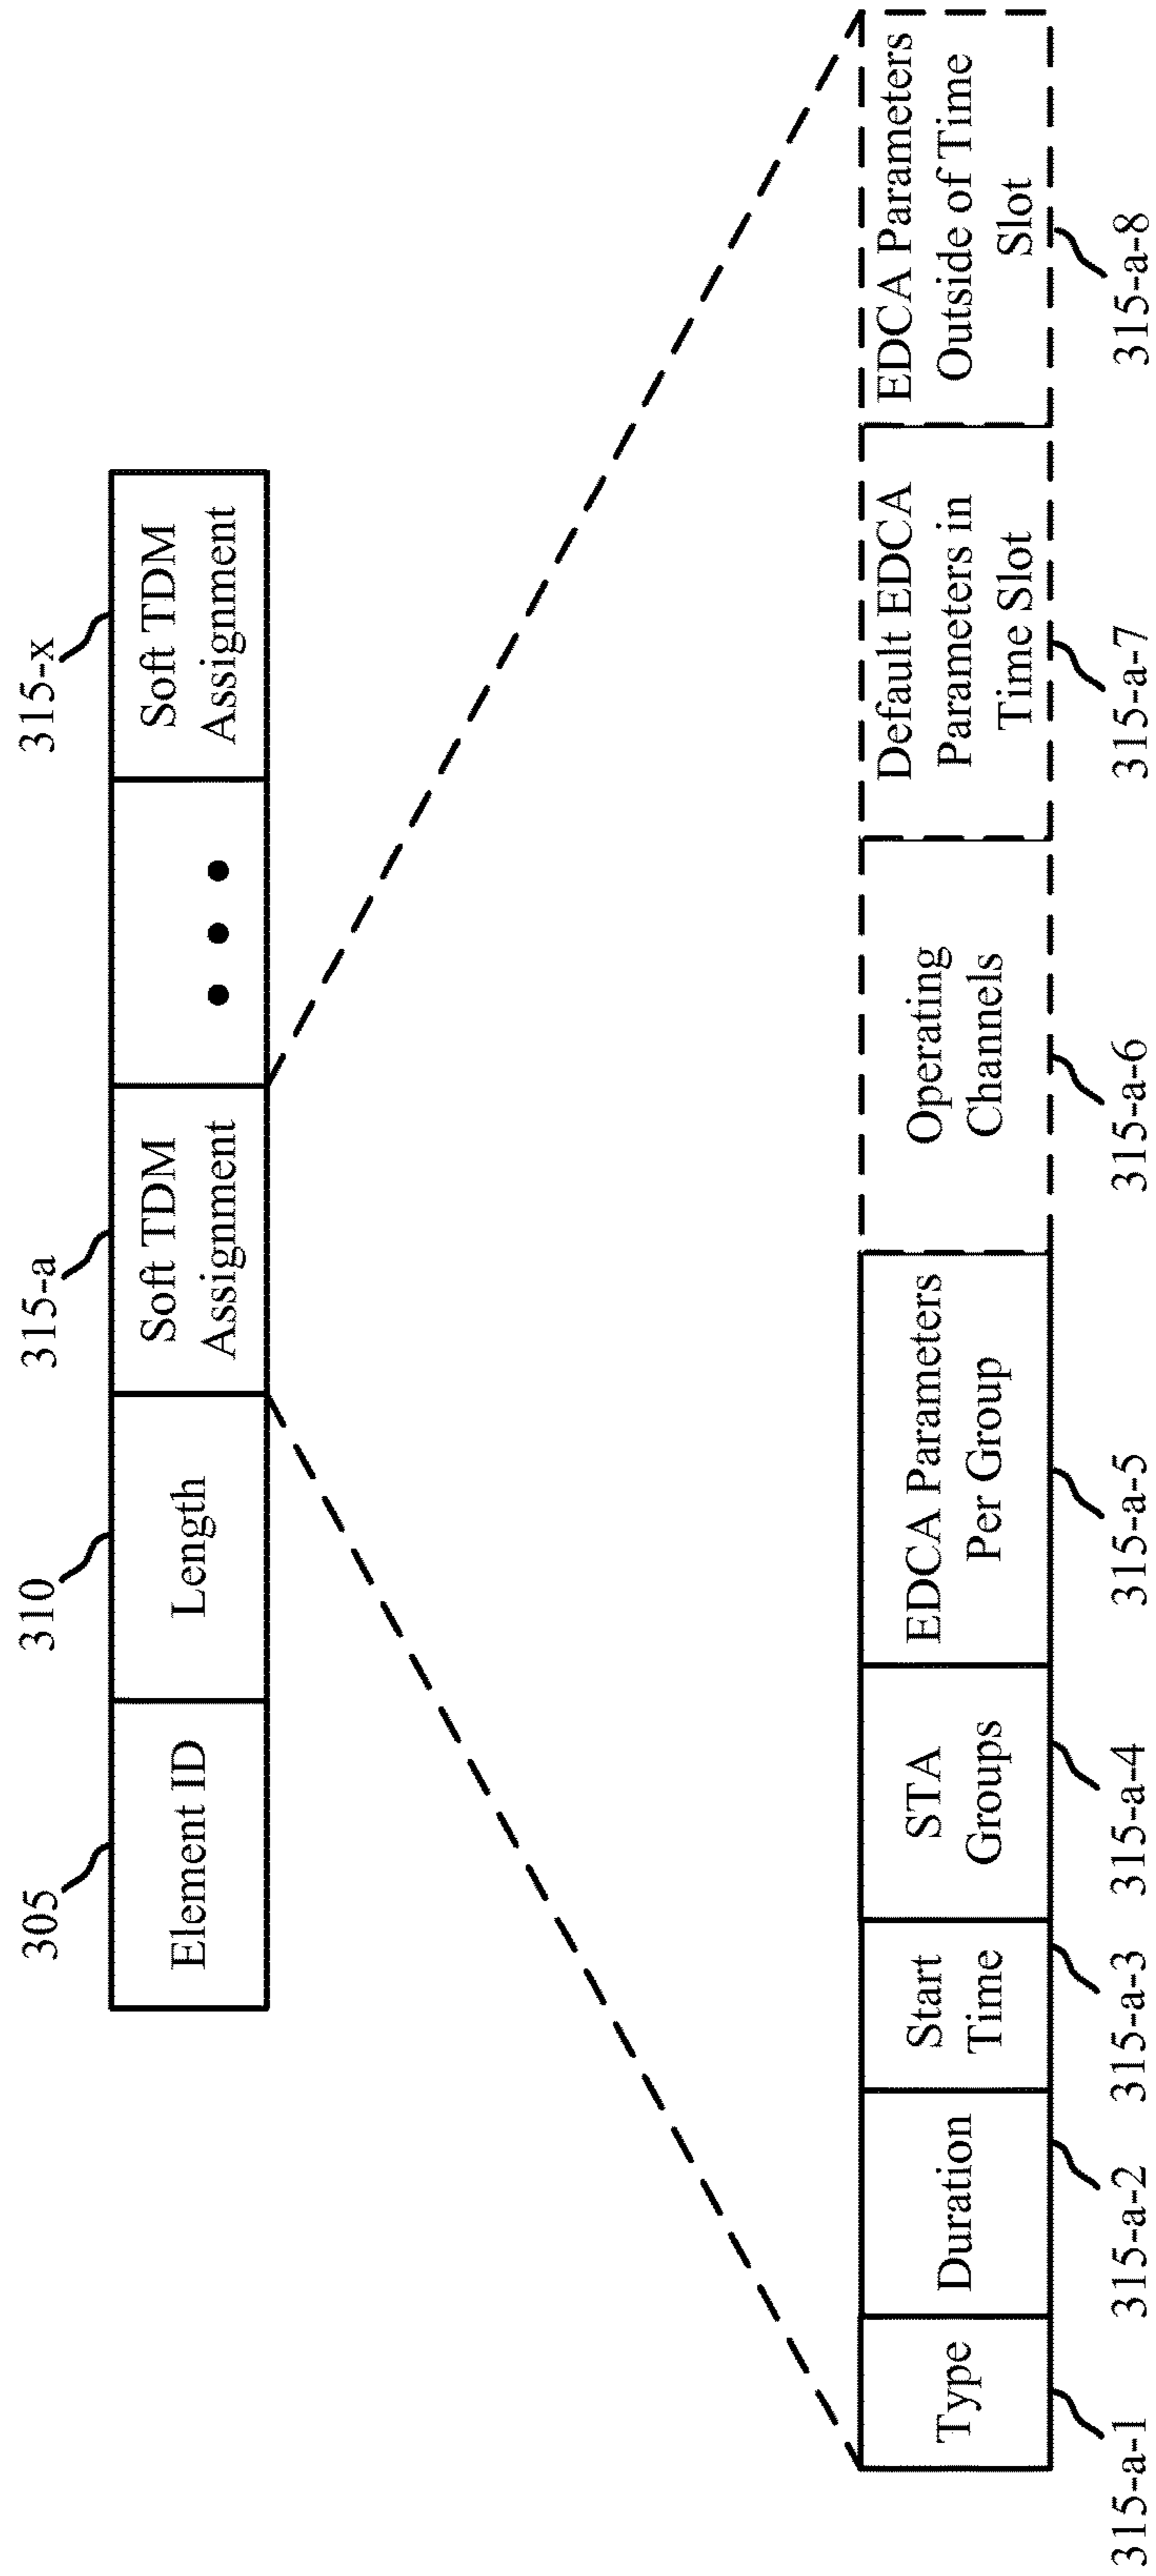 305
310
315-a
315-x
Element ID
Length
Soft TDM
Assignment
• • •
Soft TDM
Assignment
Type
Duration
Start
Time
STA
Groups
EDCA Parameters
Per Group
Operating
Channels
Default EDCA
Parameters in
Time Slot
EDCA Parameters
Outside of Time
Slot
315-a-1
315-a-2
315-a-3
315-a-4
315-a-5
315-a-6
315-a-7
315-a-8